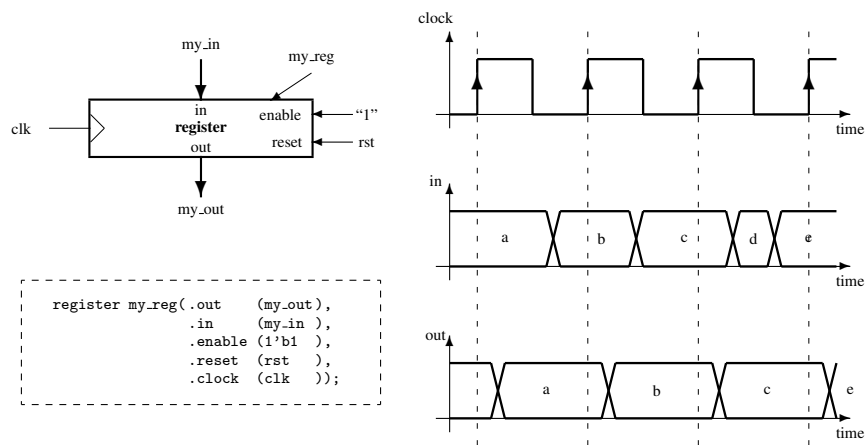 my_in
my_reg
in
enable
"1"
clk
register
out
reset
rst
my_out
register my_reg(.out (my_out),
.in (my_in ),
.enable (1'b1 ),
.reset (rst ),
.clock (clk ));
clock
time
in
a
b
c
d
e
time
out
a
b
c
e
time